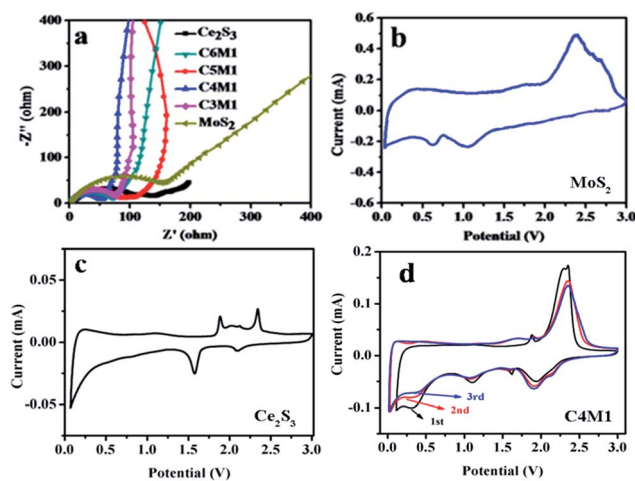 a
400
300
200
100
0
-Z'' (ohm)
0 100 200 300 400
Z' (ohm)
Ce₂S₃
C6M1
C5M1
C4M1
C3M1
MoS₂
b
0.6
0.4
0.2
0.0
-0.2
-0.4
Current (mA)
0.0 0.5 1.0 1.5 2.0 2.5 3.0
Potential (V)
MoS₂
c
0.05
0.00
-0.05
Current (mA)
0.0 0.5 1.0 1.5 2.0 2.5 3.0
Potential (V)
Ce₂S₃
d
0.2
0.1
0.0
-0.1
Current (mA)
3rd
2nd
1st
C4M1
0.0 0.5 1.0 1.5 2.0 2.5 3.0
Potential (V)